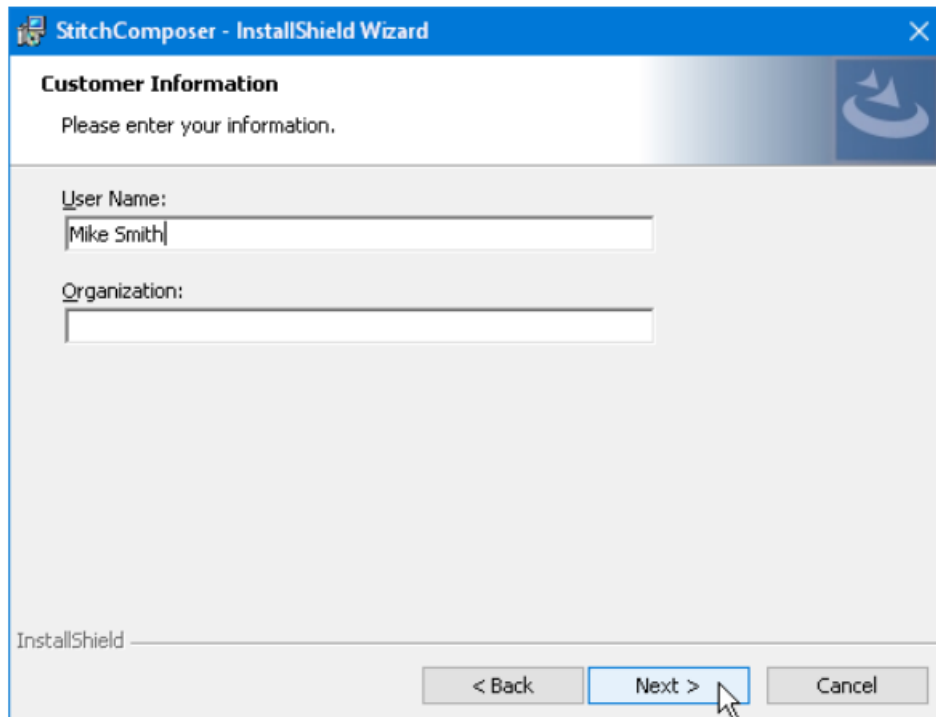 StitchComposer - InstallShield Wizard
Customer Information
Please enter your information.
User Name:
Mike Smith
Organization:
InstallShield
< Back Next > Cancel